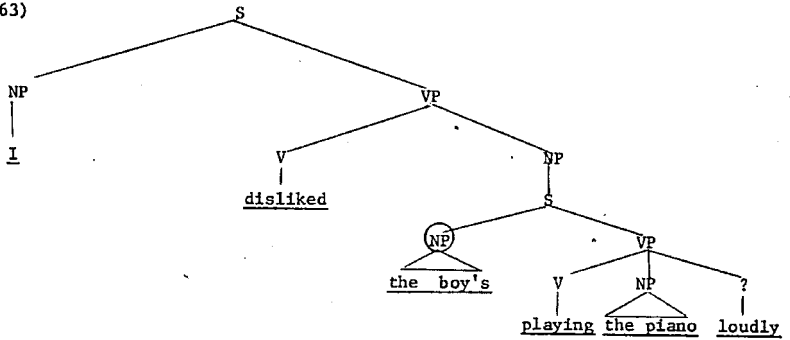 63)
S
NP VP
I V NP
disliked S
NP VP
the boy's V NP ?
playing the piano loudly